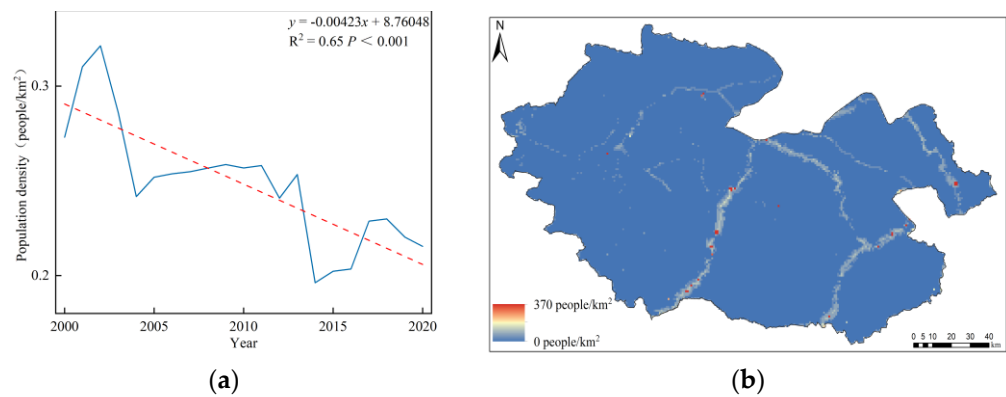 y = -0.00423x + 8.76048
R² = 0.65 P < 0.001
Population density（people/km²）
0.3
0.2
2000
2005
2010
2015
2020
Year
(a)
N
370 people/km²
0 people/km²
0 5 10 20 30 40
km
(b)